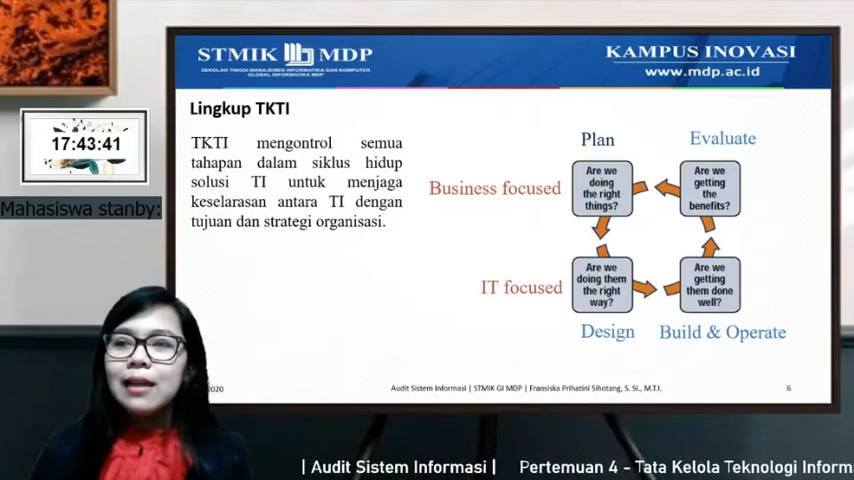 STMIK MDP
SEKOLAH TINGGI MANAJEMEN INFORMATIKA DAN KOMPUTER
GLOBAL INFORMATIKA MDP
KAMPUS INOVASI
www.mdp.ac.id
Lingkup TKTI
TKTI mengontrol semua
tahapan dalam siklus hidup
solusi TI untuk menjaga
keselarasan antara TI dengan
tujuan dan strategi organisasi.
Plan
Evaluate
Business focused
Are we
doing
the right
things?
Are we
getting
the
benefits?
IT focused
Are we
doing them
the right
way?
Are we
getting
them done
well?
Design
Build & Operate
2020
Audit Sistem Informasi | STMIK GI MDP | Fransiska Prihatini Sihotang, S. Si., M.T.I.
6
17:43:41
Mahasiswa stanby:
| Audit Sistem Informasi | Pertemuan 4 - Tata Kelola Teknologi Inform